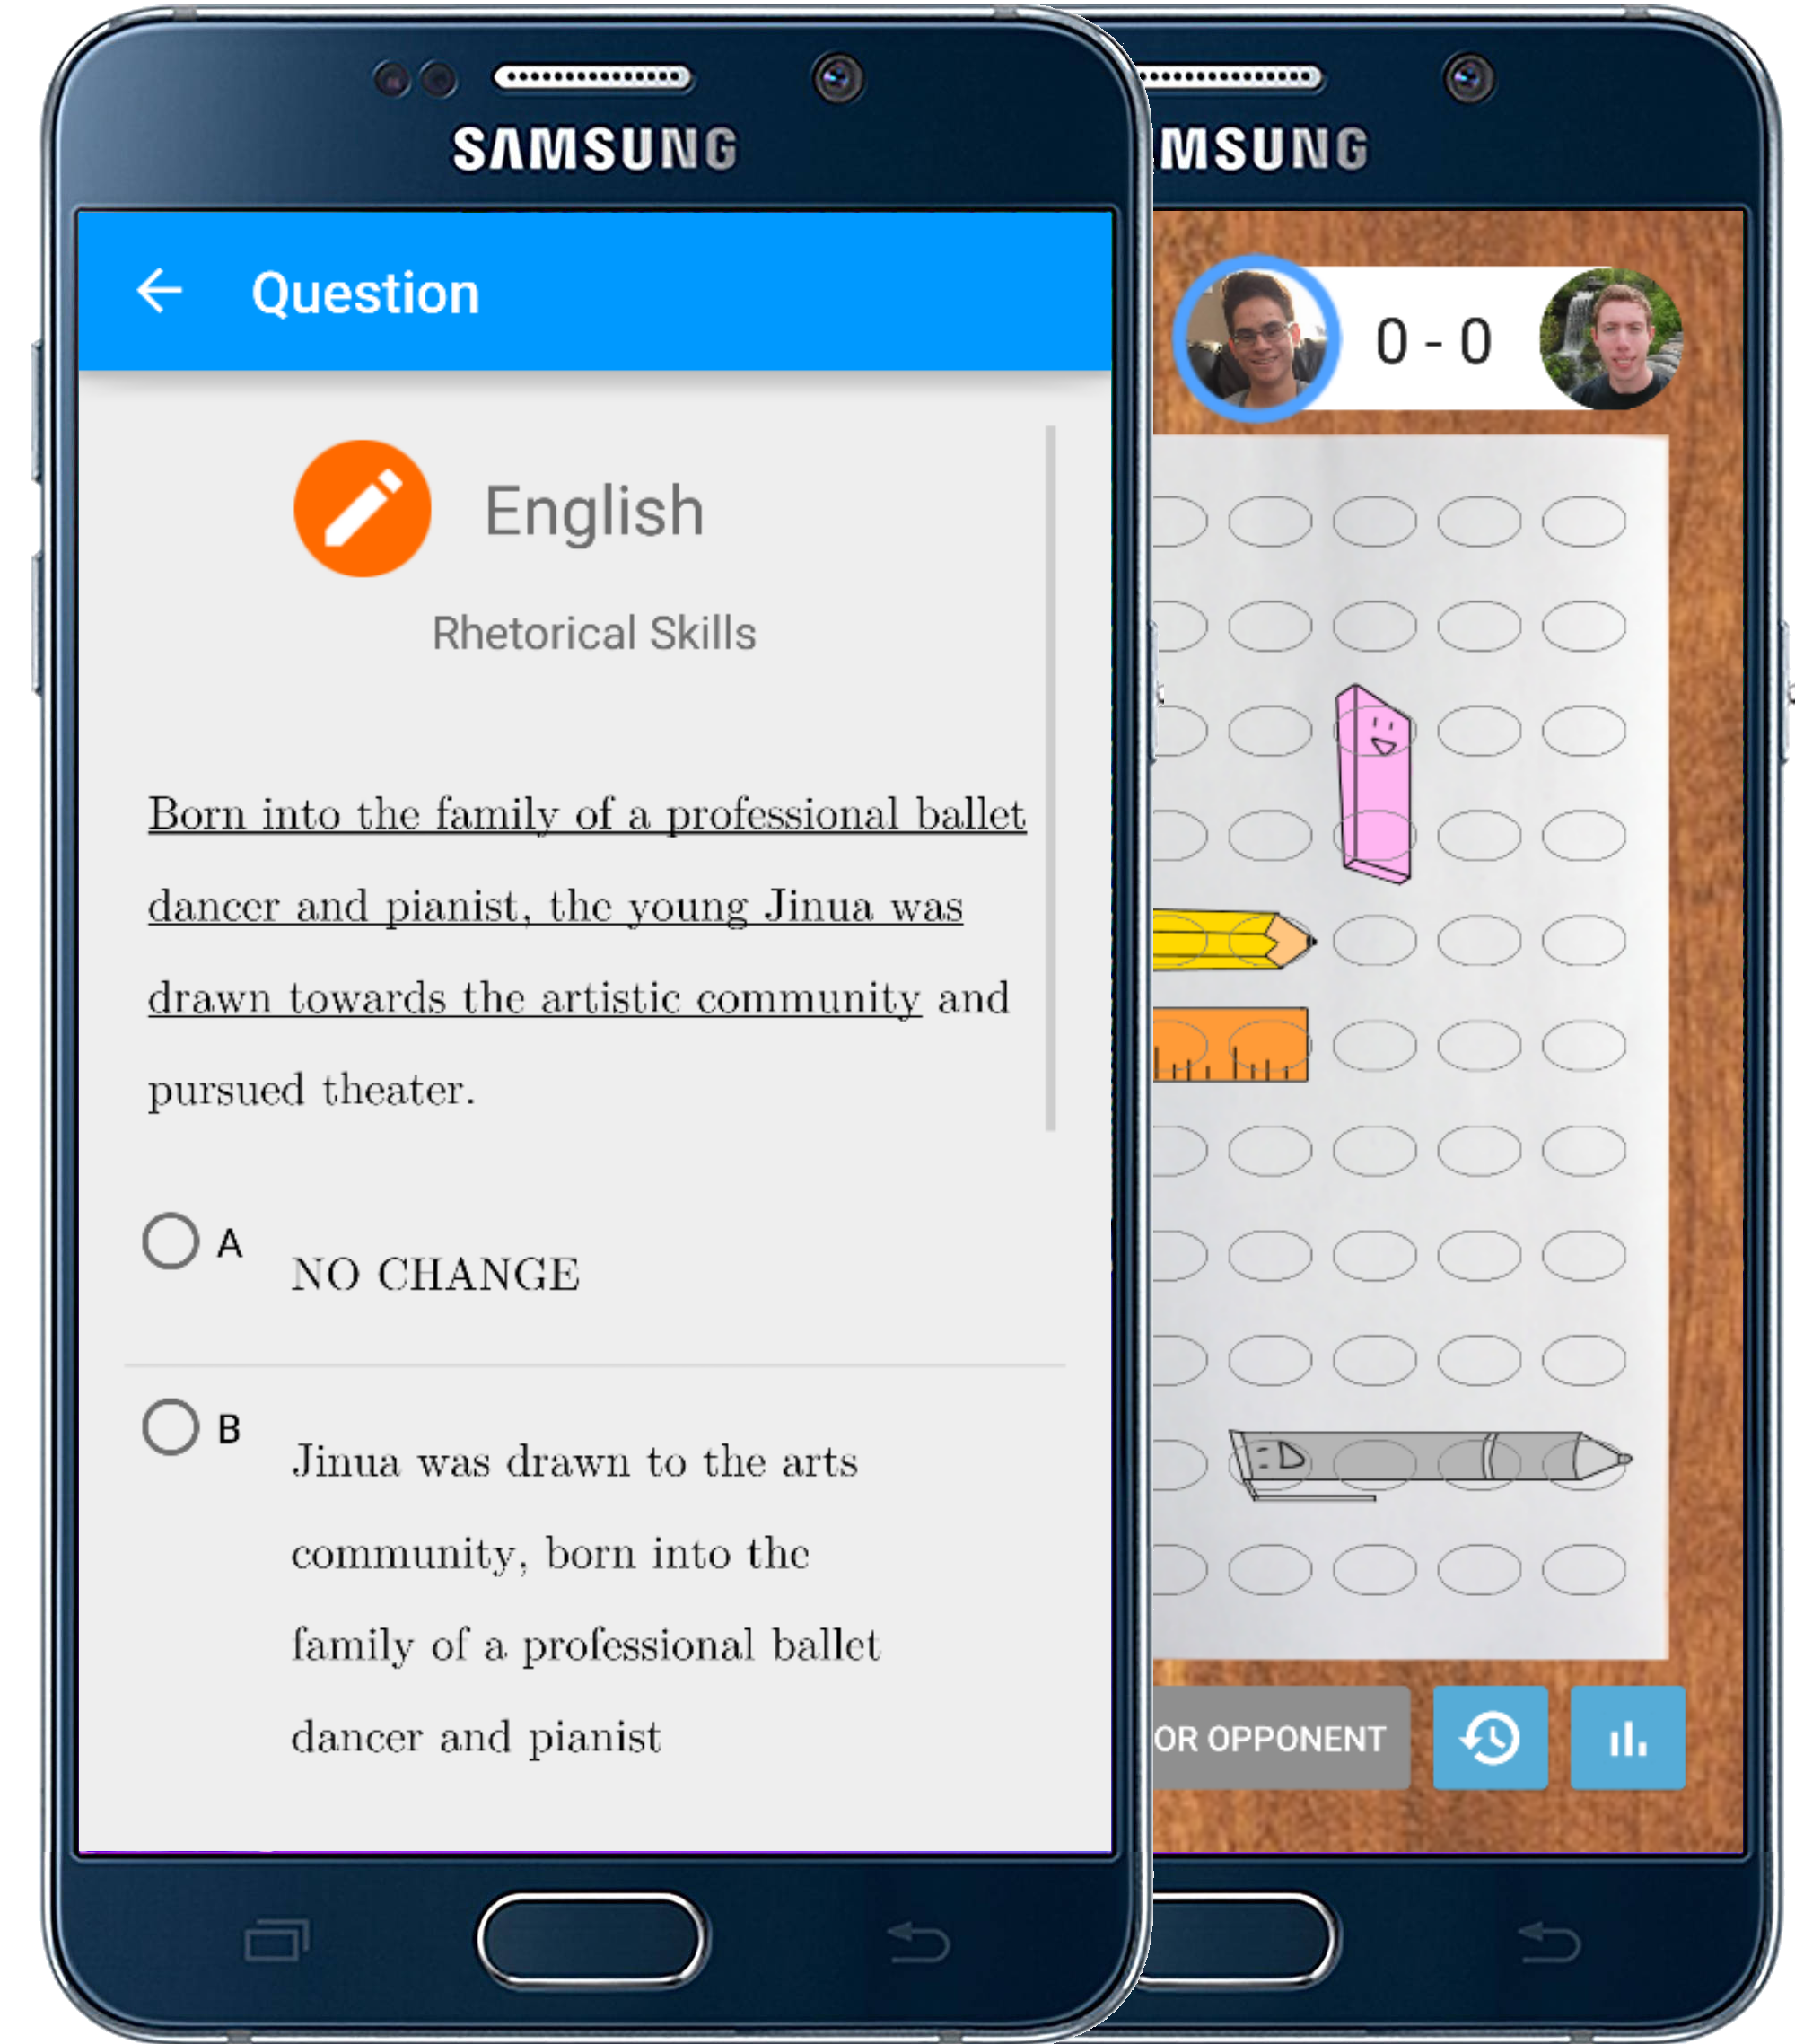 SAMSUNG
MSUNG
Question
0 - 0
English
Rhetorical Skills
Born into the family of a professional ballet
dancer and pianist, the young Jinua was
drawn towards the artistic community and
pursued theater.
A
NO CHANGE
B
Jinua was drawn to the arts
community, born into the
family of a professional ballet
dancer and pianist
OR OPPONENT